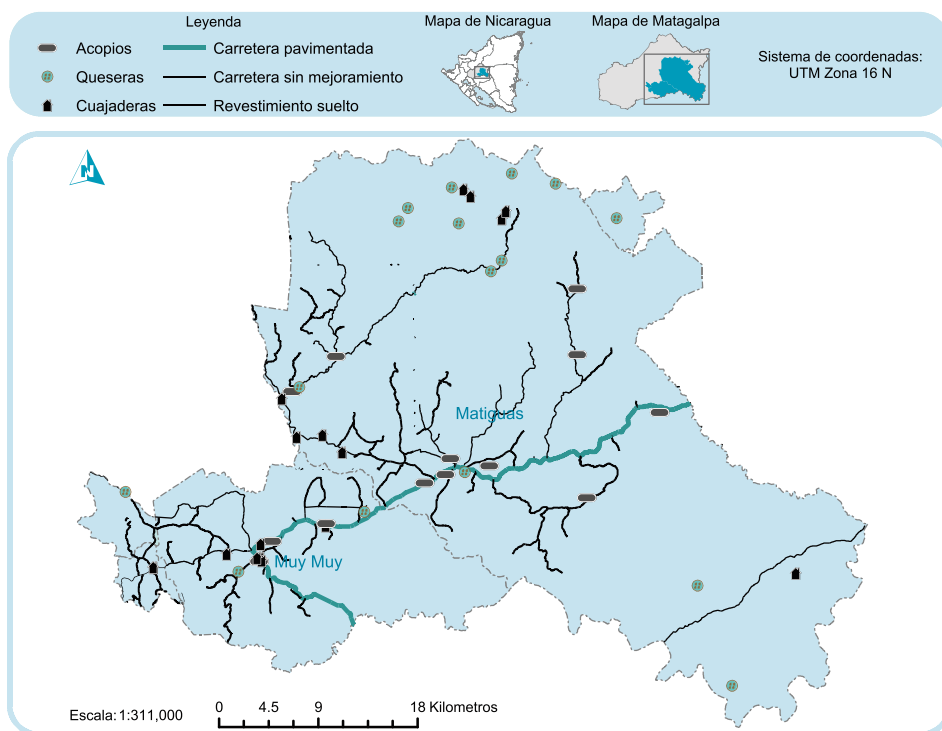 Leyenda
Mapa de Nicaragua
Mapa de Matagalpa
Acopios
Carretera pavimentada
Sistema de coordenadas:
UTM Zona 16 N
Queseras
Carretera sin mejoramiento
Cuajaderas
Revestimiento suelto
N
Matiguas
Muy Muy
Escala: 1:311,000
0 4.5 9 18 Kilometros